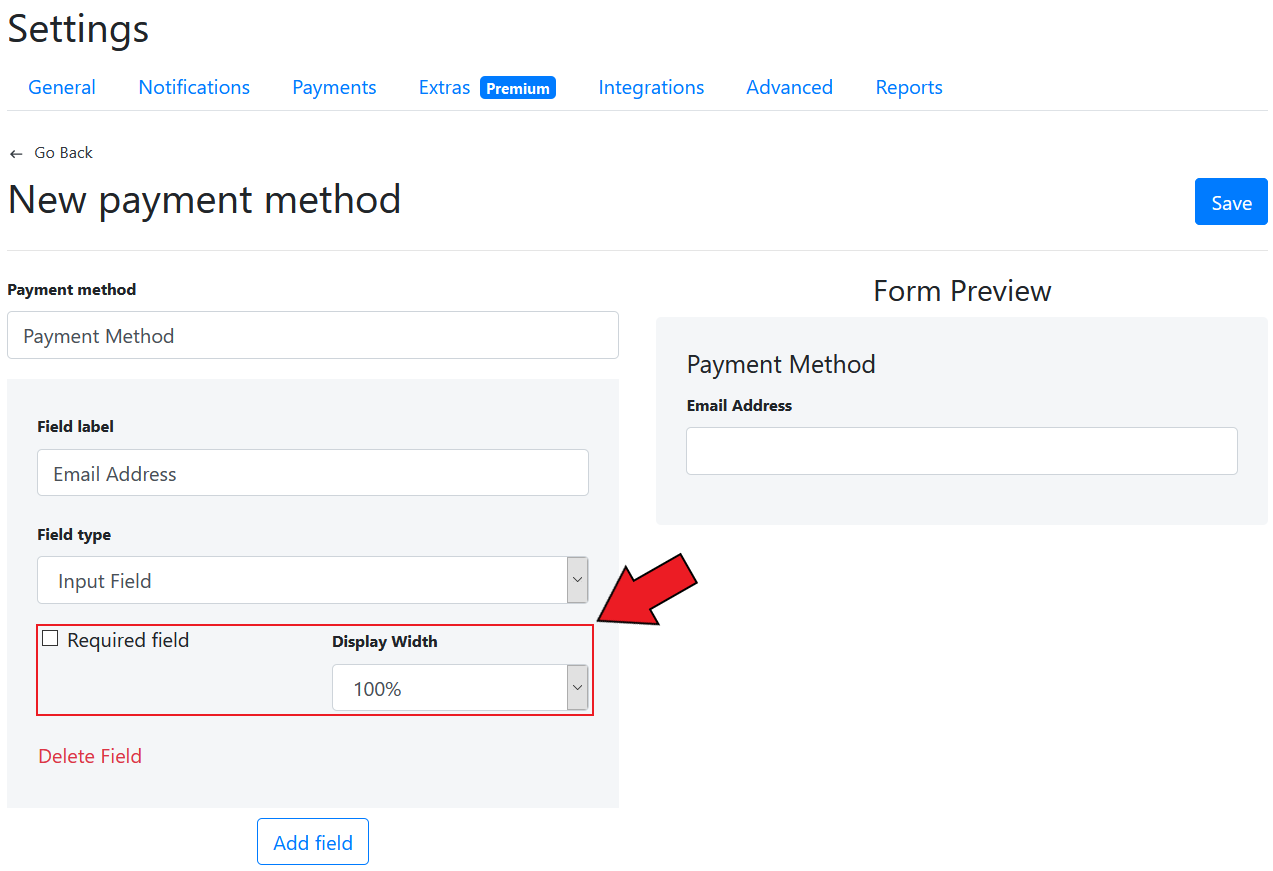 Settings
General Notifications Payments Extras Premium Integrations Advanced Reports
← Go Back
New payment method
Save
Payment method
Payment Method
Field label
Email Address
Field type
Input Field
Required field
Display Width
100%
Delete Field
Add field
Form Preview
Payment Method
Email Address